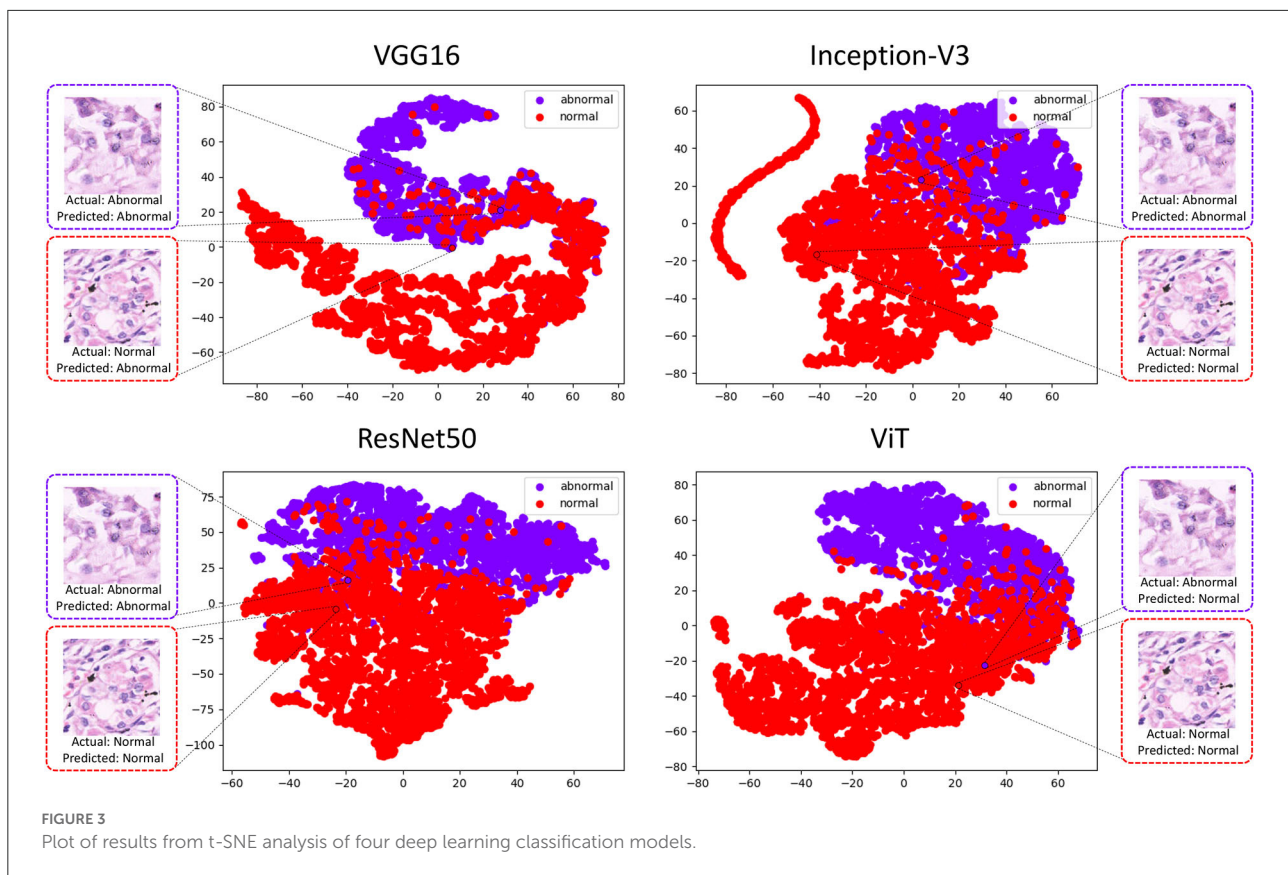 VGG16
Inception-V3
abnormal
normal
80
60
40
20
0
−20
−40
−60
−80
−60
−40
−20
0
20
40
60
80
Actual: Abnormal
Predicted: Abnormal
Actual: Normal
Predicted: Abnormal
abnormal
normal
60
40
20
0
−20
−40
−60
−80
−80
−60
−40
−20
0
20
40
60
80
Actual: Abnormal
Predicted: Abnormal
Actual: Normal
Predicted: Normal
ResNet50
ViT
abnormal
normal
75
50
25
0
−25
−50
−75
−100
−60
−40
−20
0
20
40
60
Actual: Abnormal
Predicted: Abnormal
Actual: Normal
Predicted: Normal
abnormal
normal
80
60
40
20
0
−20
−40
−60
−80
−80
−60
−40
−20
0
20
40
60
Actual: Abnormal
Predicted: Normal
Actual: Normal
Predicted: Normal
FIGURE 3
Plot of results from t-SNE analysis of four deep learning classification models.